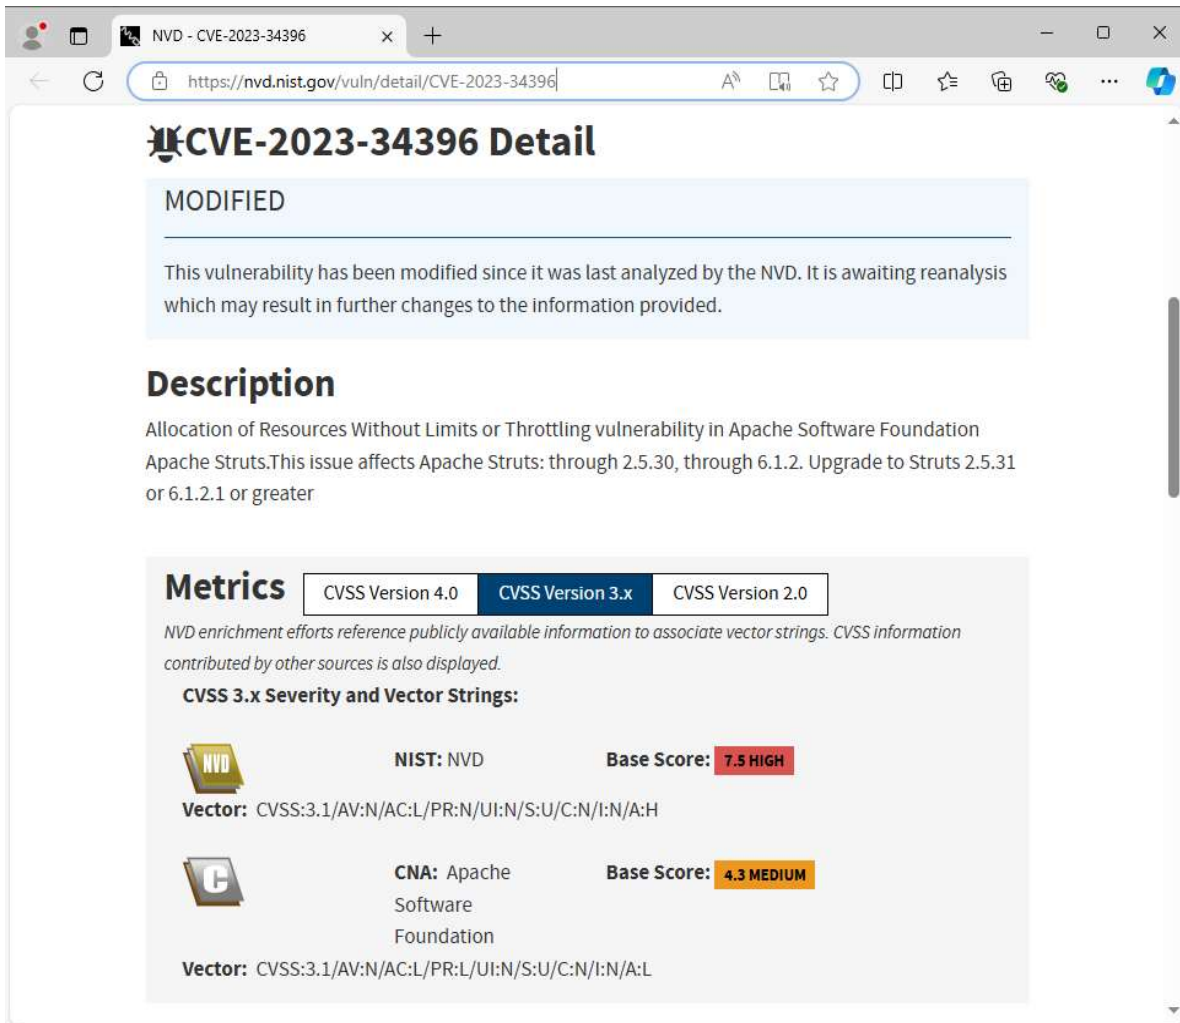 NVD - CVE-2023-34396
https://nvd.nist.gov/vuln/detail/CVE-2023-34396
CVE-2023-34396 Detail
MODIFIED
This vulnerability has been modified since it was last analyzed by the NVD. It is awaiting reanalysis
which may result in further changes to the information provided.
Description
Allocation of Resources Without Limits or Throttling vulnerability in Apache Software Foundation
Apache Struts.This issue affects Apache Struts: through 2.5.30, through 6.1.2. Upgrade to Struts 2.5.31
or 6.1.2.1 or greater
Metrics CVSS Version 4.0 CVSS Version 3.x CVSS Version 2.0
NVD enrichment efforts reference publicly available information to associate vector strings. CVSS information
contributed by other sources is also displayed.
CVSS 3.x Severity and Vector Strings:
NVD NIST: NVD Base Score: 7.5 HIGH
Vector: CVSS:3.1/AV:N/AC:L/PR:N/UI:N/S:U/C:N/I:N/A:H
C CNA: Apache Base Score: 4.3 MEDIUM
Software
Foundation
Vector: CVSS:3.1/AV:N/AC:L/PR:L/UI:N/S:U/C:N/I:N/A:L